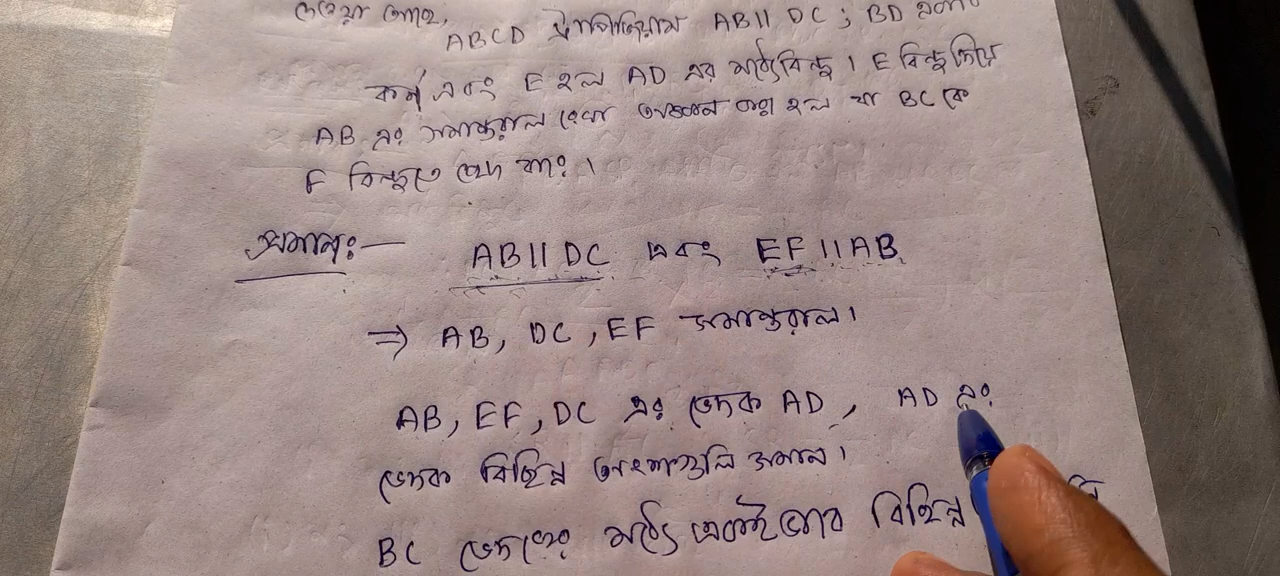 দেওয়া আছে,
ABCD ট্রাপিজিয়াম AB || DC ; BD একটি
কর্ণ এবং E হল AD এর মধ্যবিন্দু। E বিন্দু দিয়ে
AB এর সমান্তরাল রেখা অঙ্কন করা হল যা BC কে
F বিন্দুতে ছেদ করে।
প্রমাণঃ— AB || DC এবং EF || AB
⇒ AB, DC, EF সমান্তরাল।
AB, EF, DC এর ভেদক AD, AD এর
ভেদক বিচ্ছিন্ন অংশগুলি সমান।
BC ভেদকের মধ্যে একইভাবে বিচ্ছিন্ন